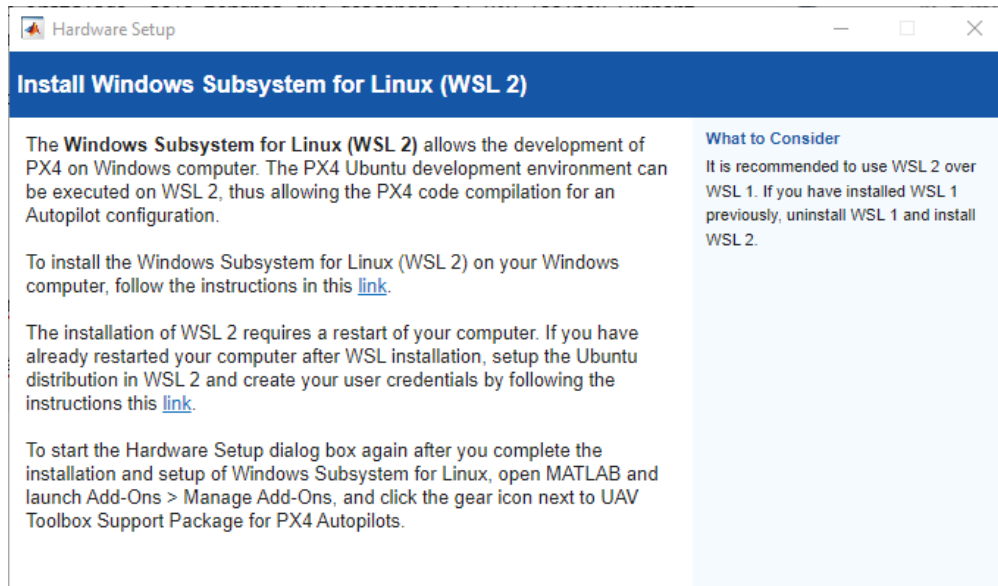 Hardware Setup
Install Windows Subsystem for Linux (WSL 2)
The Windows Subsystem for Linux (WSL 2) allows the development of
PX4 on Windows computer. The PX4 Ubuntu development environment can
be executed on WSL 2, thus allowing the PX4 code compilation for an
Autopilot configuration.
To install the Windows Subsystem for Linux (WSL 2) on your Windows
computer, follow the instructions in this link.
The installation of WSL 2 requires a restart of your computer. If you have
already restarted your computer after WSL installation, setup the Ubuntu
distribution in WSL 2 and create your user credentials by following the
instructions this link.
To start the Hardware Setup dialog box again after you complete the
installation and setup of Windows Subsystem for Linux, open MATLAB and
launch Add-Ons > Manage Add-Ons, and click the gear icon next to UAV
Toolbox Support Package for PX4 Autopilots.
What to Consider
It is recommended to use WSL 2 over
WSL 1. If you have installed WSL 1
previously, uninstall WSL 1 and install
WSL 2.